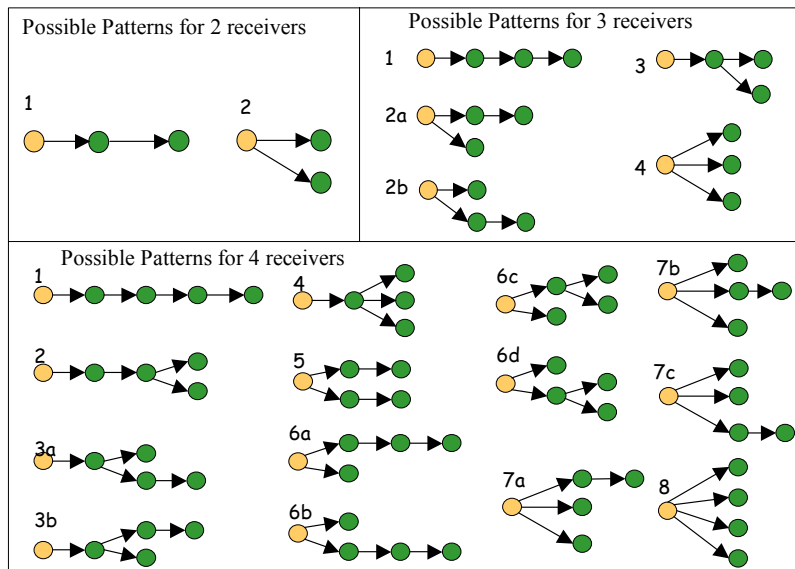 Possible Patterns for 2 receivers
1
2
Possible Patterns for 3 receivers
1
2a
2b
3
4
Possible Patterns for 4 receivers
1
2
3a
3b
4
5
6a
6b
6c
6d
7a
7b
7c
8